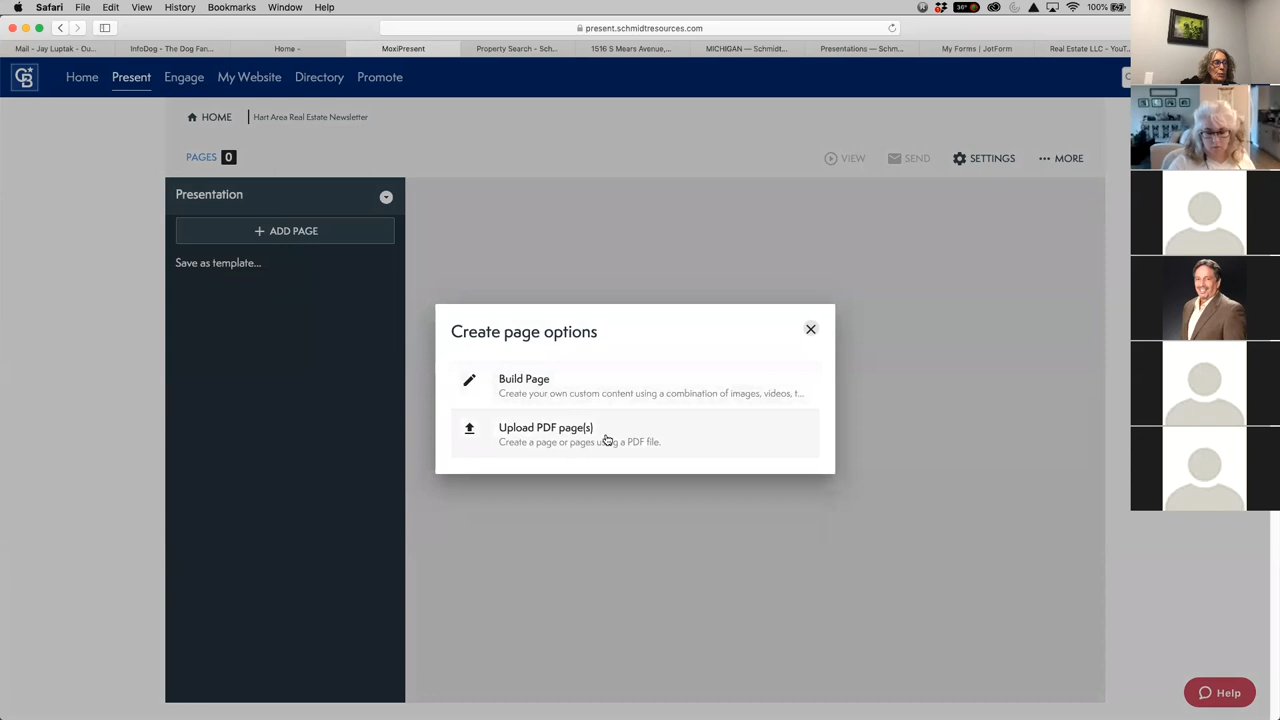 Safari File Edit View History Bookmarks Window Help
36° 100%
present.schmidtresources.com
Mail - Jay Luptak - Ou... InfoDog - The Dog Fan... Home - MoxiPresent Property Search - Sch... 1516 S Mears Avenue,... MICHIGAN — Schmidt... Presentations — Schm... My Forms | JotForm Real Estate LLC - YouT...
Home Present Engage My Website Directory Promote
HOME Hart Area Real Estate Newsletter
PAGES 0 VIEW SEND SETTINGS MORE
Presentation
ADD PAGE
Save as template...
Create page options
Build Page
Create your own custom content using a combination of images, videos, t...
Upload PDF page(s)
Create a page or pages using a PDF file.
Help